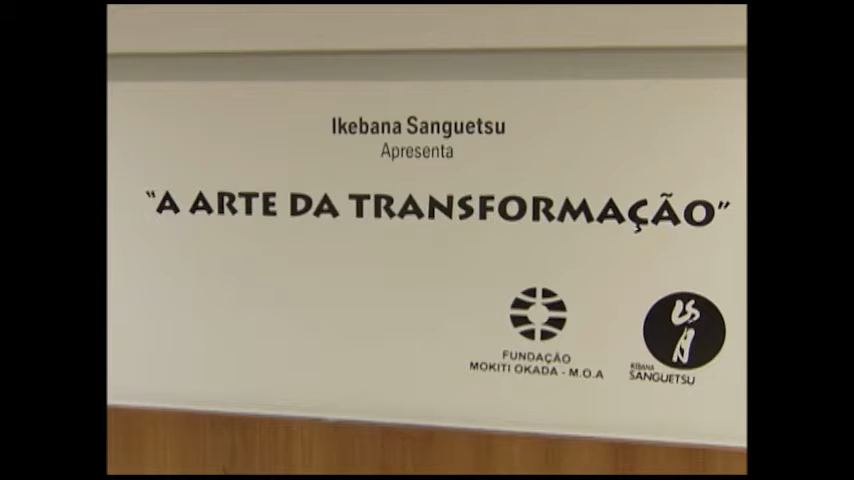 Ikebana Sanguetsu
Apresenta
"A ARTE DA TRANSFORMAÇÃO"
FUNDAÇÃO
MOKITI OKADA - M.O.A
IKEBANA
SANGUETSU